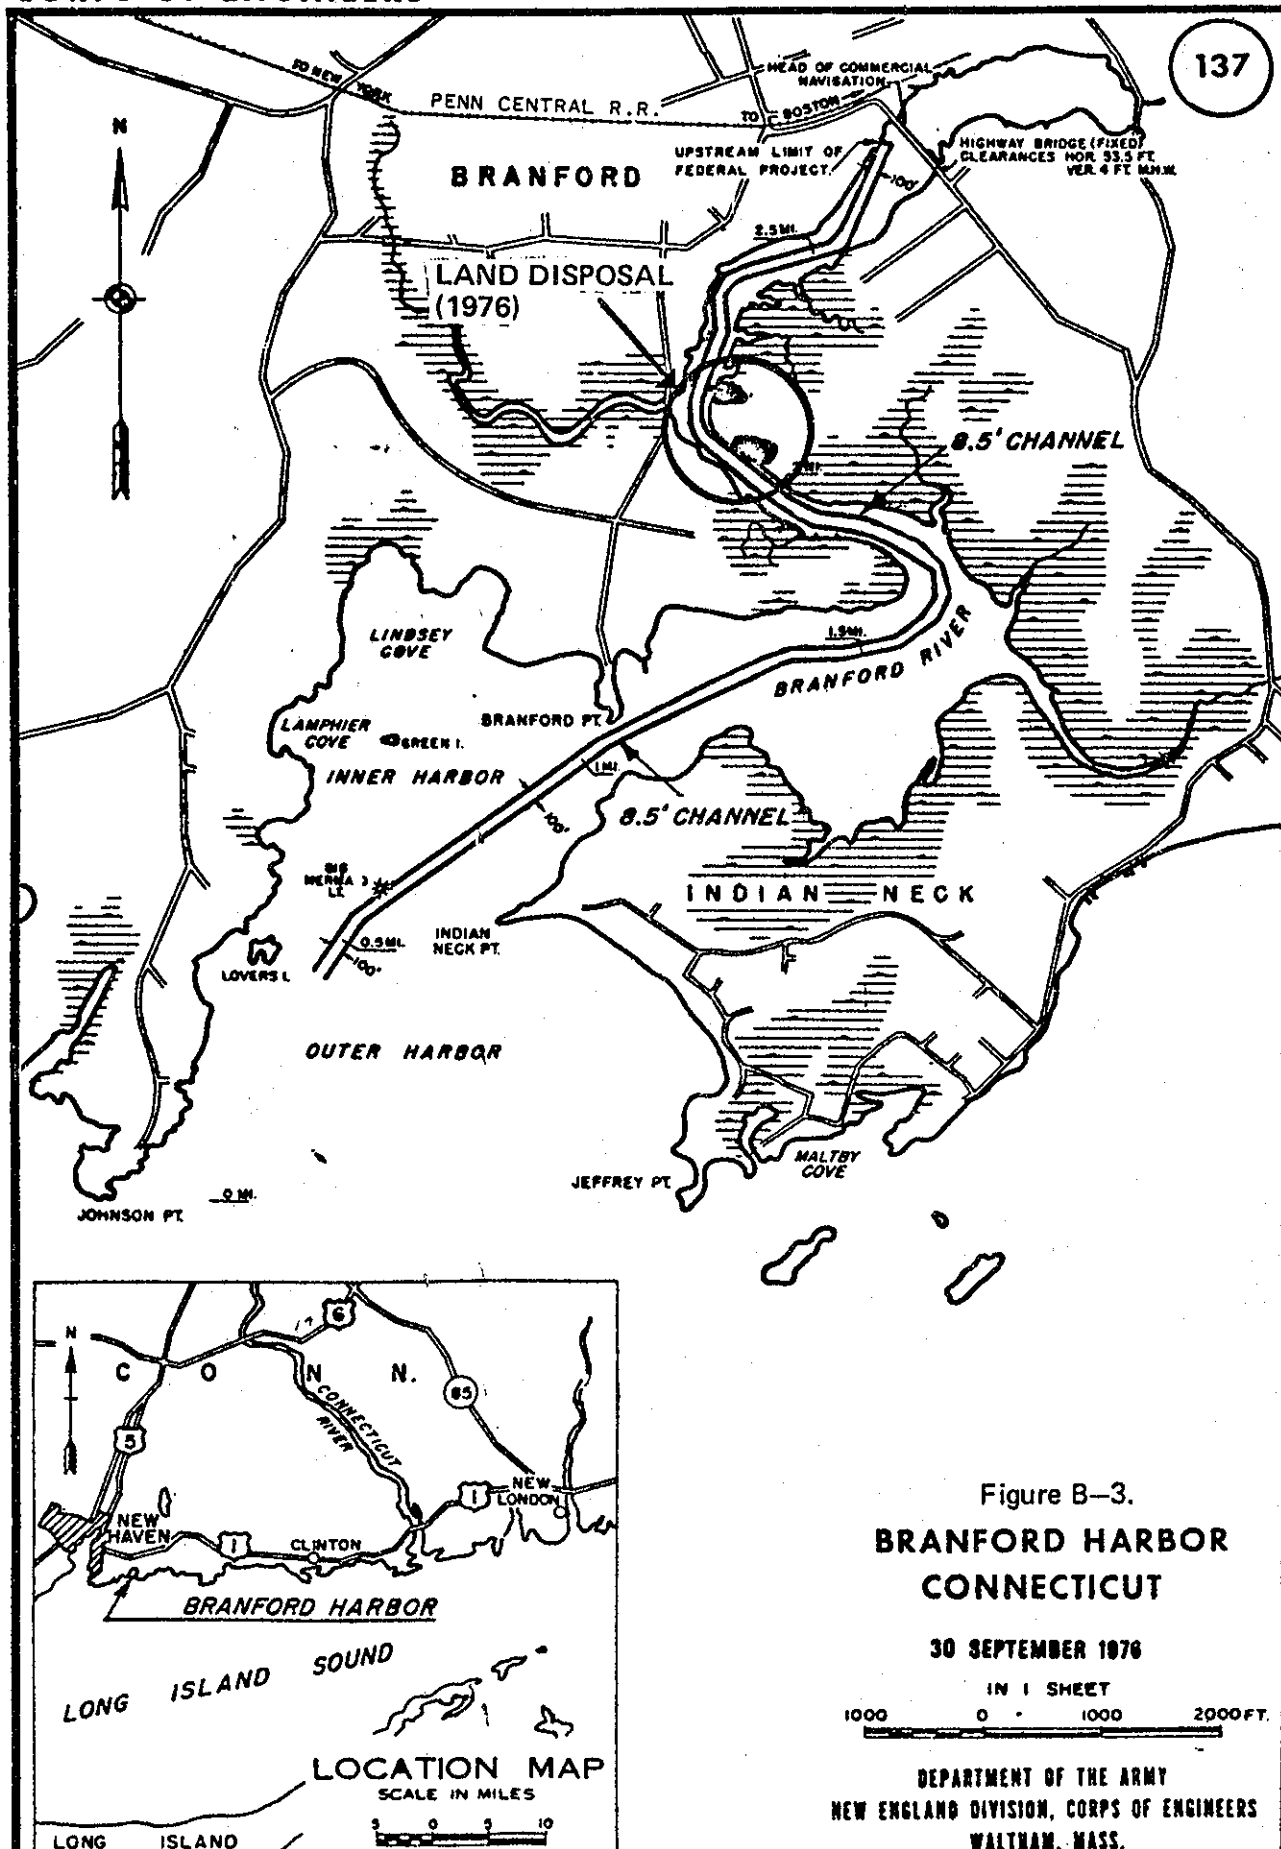 137
HEAD OF COMMERCIAL
NAVIGATION
TO NEW YORK
PENN CENTRAL R.R.
TO BOSTON
N
BRANFORD
UPSTREAM LIMIT OF
FEDERAL PROJECT
HIGHWAY BRIDGE (FIXED)
CLEARANCES HOR. 53.5 FT.
VER. 4 FT. M.H.W.
100'
2.5 MI.
LAND DISPOSAL
(1976)
8.5' CHANNEL
2 MI.
LINDSEY
COVE
1.5 MI.
BRANFORD RIVER
LAMPHIER
COVE
GREEN I.
BRANFORD PT.
INNER HARBOR
1 MI.
100'
8.5' CHANNEL
BIG
LT.
INDIAN NECK
INDIAN
NECK PT.
0.5 MI.
100'
LOVERS I.
OUTER HARBOR
MALTBY
COVE
JEFFREY PT.
0 MI.
JOHNSON PT.
N
6
C O N N.
85
CONNECTICUT
RIVER
5
NEW
HAVEN
1
CLINTON
1
NEW
LONDON
BRANFORD HARBOR
LONG ISLAND SOUND
LOCATION MAP
SCALE IN MILES
5 0 5 10
LONG ISLAND
Figure B-3.
BRANFORD HARBOR
CONNECTICUT
30 SEPTEMBER 1976
IN 1 SHEET
1000 0 1000 2000 FT.
DEPARTMENT OF THE ARMY
NEW ENGLAND DIVISION, CORPS OF ENGINEERS
WALTHAM, MASS.